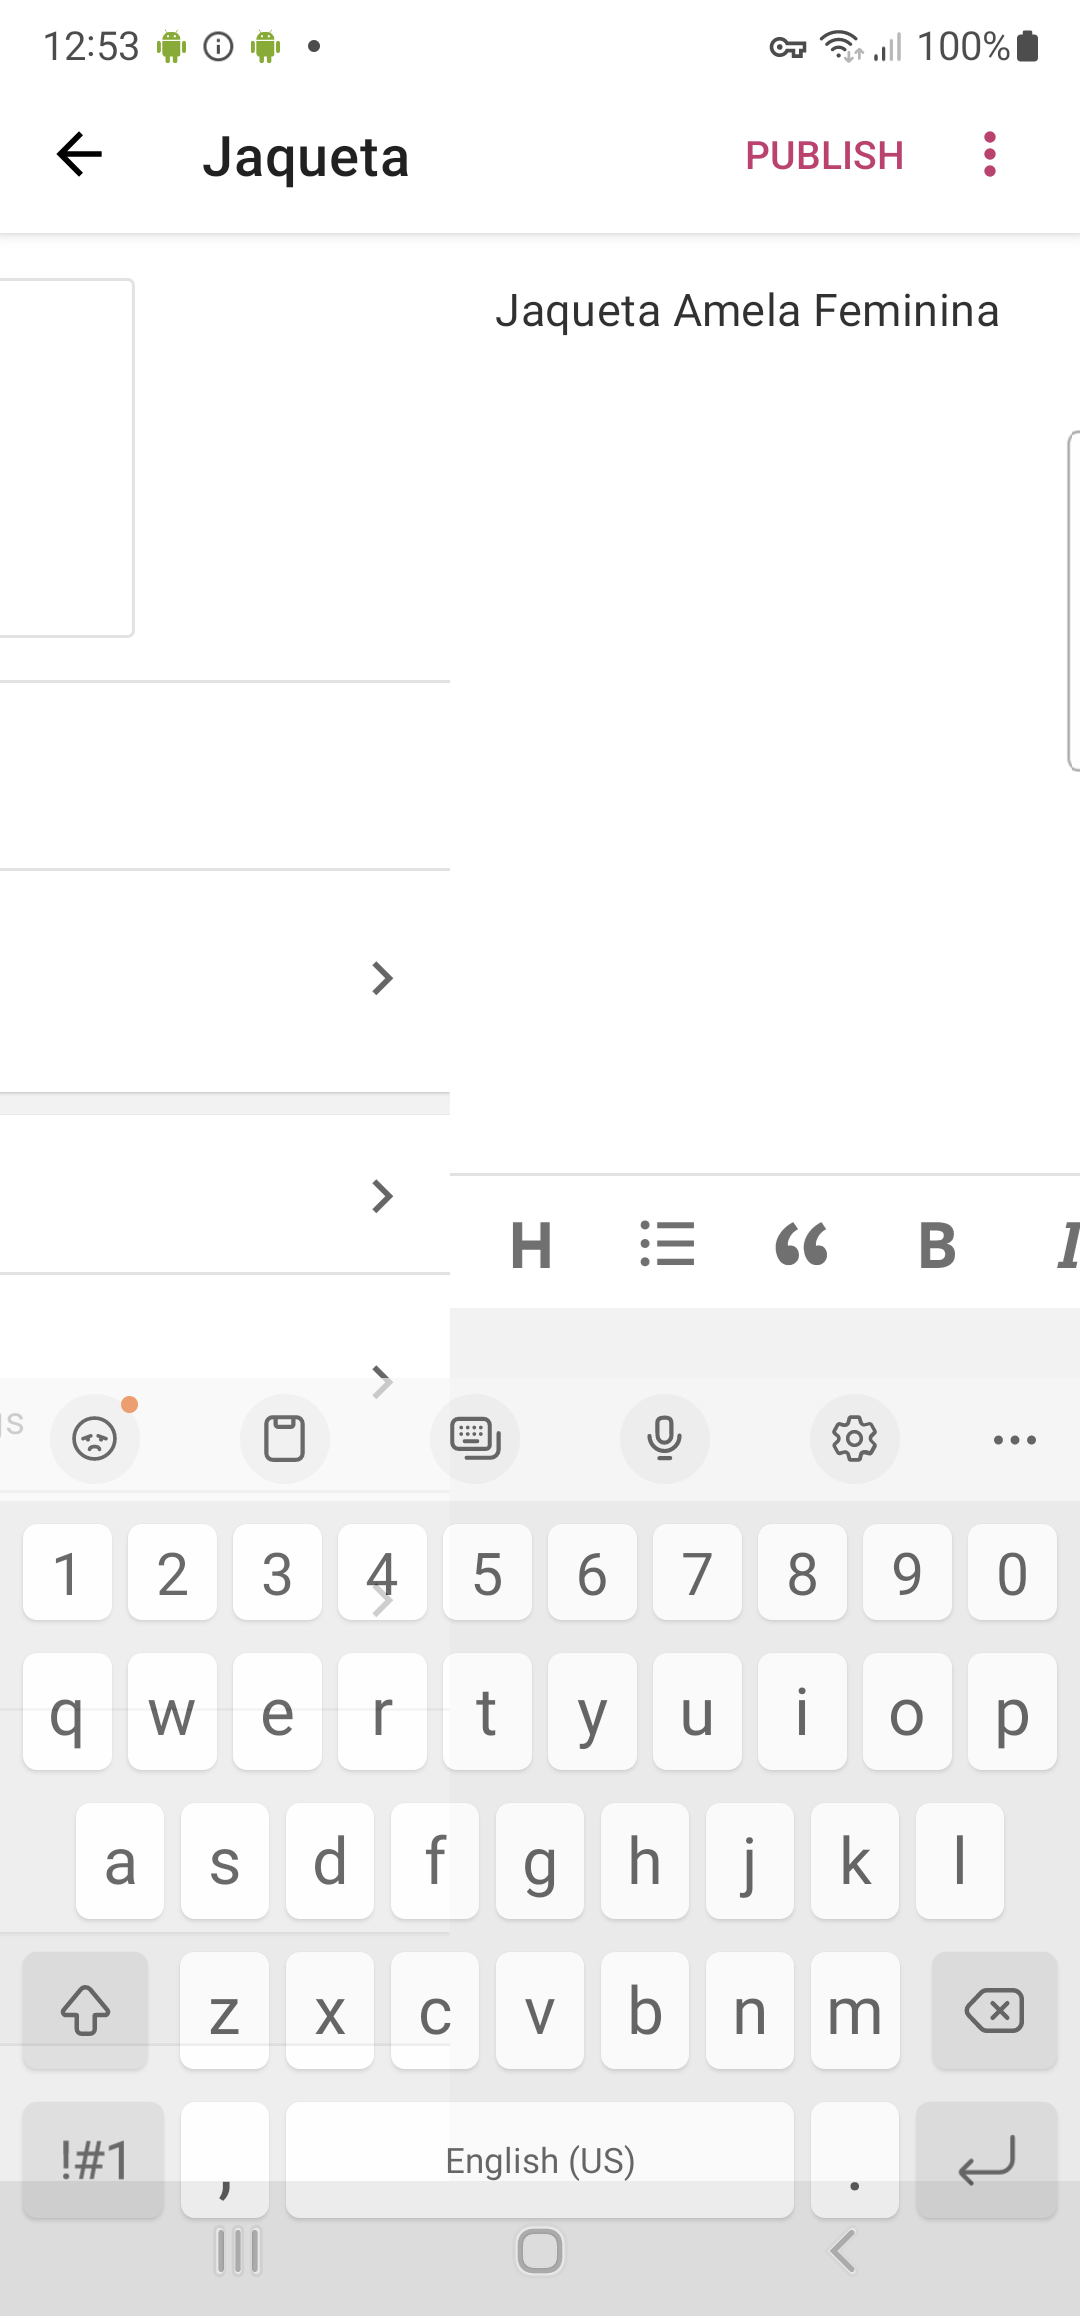 12:53
100%
Jaqueta
PUBLISH
Jaqueta Amela Feminina
H
B
I
1 2 3 4 5 6 7 8 9 0
q w e r t y u i o p
a s d f g h j k l
z x c v b n m
!#1 , English (US) .